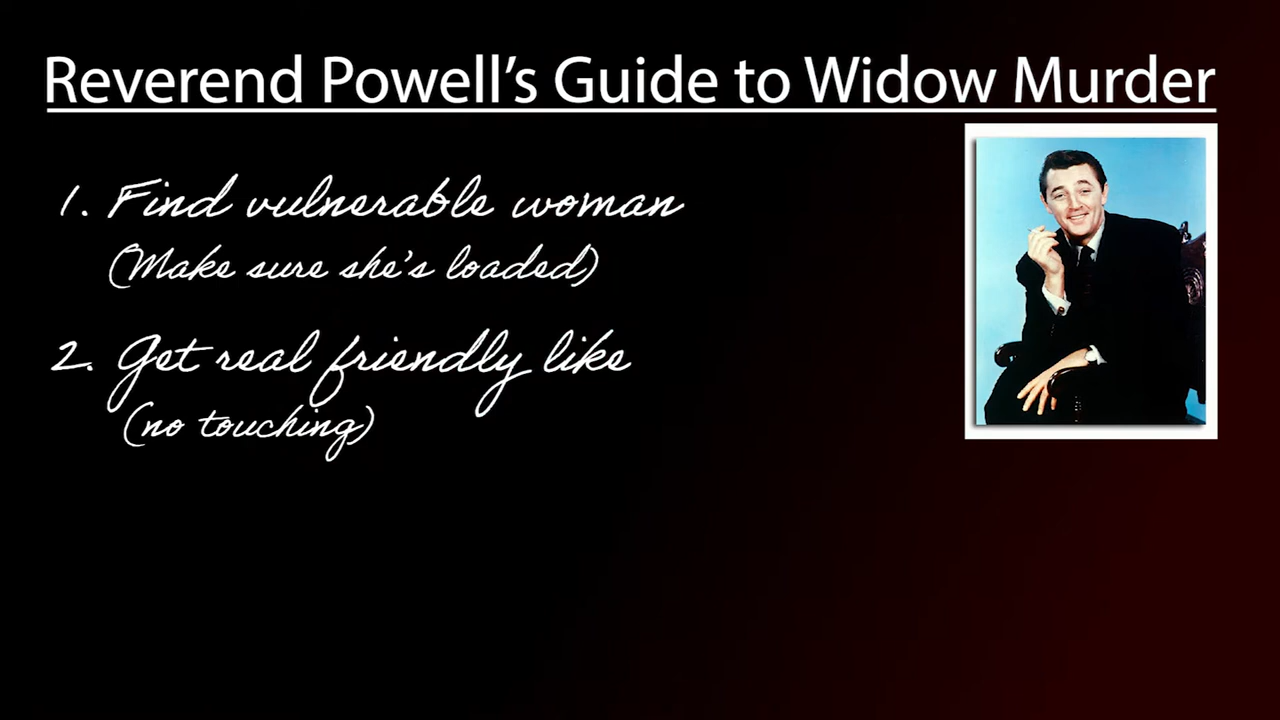 Reverend Powell's Guide to Widow Murder
1. Find vulnerable woman
(Make sure she's loaded)
2. Get real friendly like
(no touching)